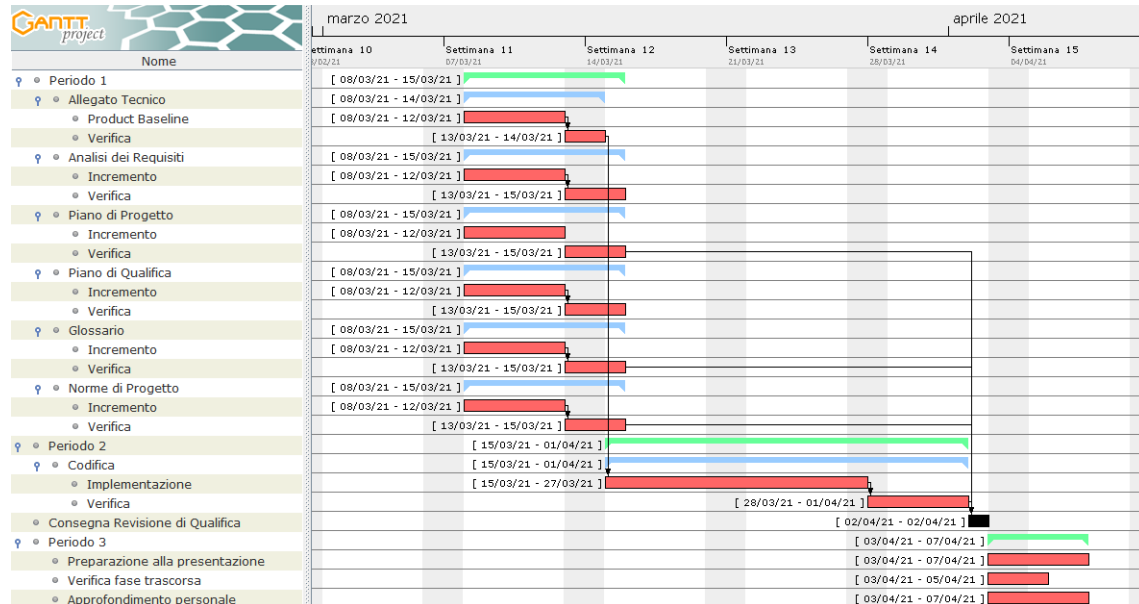 GANTT project
marzo 2021
aprile 2021
Settimana 11
Settimana 12
Settimana 13
Settimana 14
Settimana 15
07/03/21
14/03/21
21/03/21
28/03/21
04/04/21
Nome
Periodo 1 [ 08/03/21 - 15/03/21 ]
Allegato Tecnico [ 08/03/21 - 14/03/21 ]
Product Baseline [ 08/03/21 - 12/03/21 ]
Verifica [ 13/03/21 - 14/03/21 ]
Analisi dei Requisiti [ 08/03/21 - 15/03/21 ]
Incremento [ 08/03/21 - 12/03/21 ]
Verifica [ 13/03/21 - 15/03/21 ]
Piano di Progetto [ 08/03/21 - 15/03/21 ]
Incremento [ 08/03/21 - 12/03/21 ]
Verifica [ 13/03/21 - 15/03/21 ]
Piano di Qualifica [ 08/03/21 - 15/03/21 ]
Incremento [ 08/03/21 - 12/03/21 ]
Verifica [ 13/03/21 - 15/03/21 ]
Glossario [ 08/03/21 - 15/03/21 ]
Incremento [ 08/03/21 - 12/03/21 ]
Verifica [ 13/03/21 - 15/03/21 ]
Norme di Progetto [ 08/03/21 - 15/03/21 ]
Incremento [ 08/03/21 - 12/03/21 ]
Verifica [ 13/03/21 - 15/03/21 ]
Periodo 2 [ 15/03/21 - 01/04/21 ]
Codifica [ 15/03/21 - 01/04/21 ]
Implementazione [ 15/03/21 - 27/03/21 ]
Verifica [ 28/03/21 - 01/04/21 ]
Consegna Revisione di Qualifica [ 02/04/21 - 02/04/21 ]
Periodo 3 [ 03/04/21 - 07/04/21 ]
Preparazione alla presentazione [ 03/04/21 - 07/04/21 ]
Verifica fase trascorsa [ 03/04/21 - 05/04/21 ]
Approfondimento personale [ 03/04/21 - 07/04/21 ]